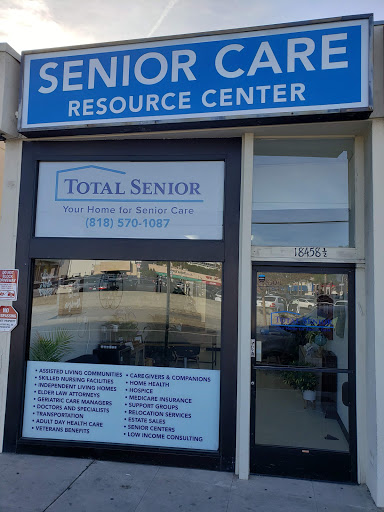 SENIOR CARE
RESOURCE CENTER
TOTAL SENIOR
Your Home for Senior Care
(818) 570-1087
18458 ½
• ASSISTED LIVING COMMUNITIES
• SKILLED NURSING FACILITIES
• INDEPENDENT LIVING HOMES
• ELDER LAW ATTORNEYS
• GERIATRIC CARE MANAGERS
• DOCTORS AND SPECIALISTS
• TRANSPORTATION
• ADULT DAY HEALTH CARE
• VETERANS BENEFITS
• CAREGIVERS & COMPANIONS
• HOME HEALTH
• HOSPICE
• MEDICARE INSURANCE
• SUPPORT GROUPS
• RELOCATION SERVICES
• ESTATE SALES
• SENIOR CENTERS
• LOW INCOME CONSULTING